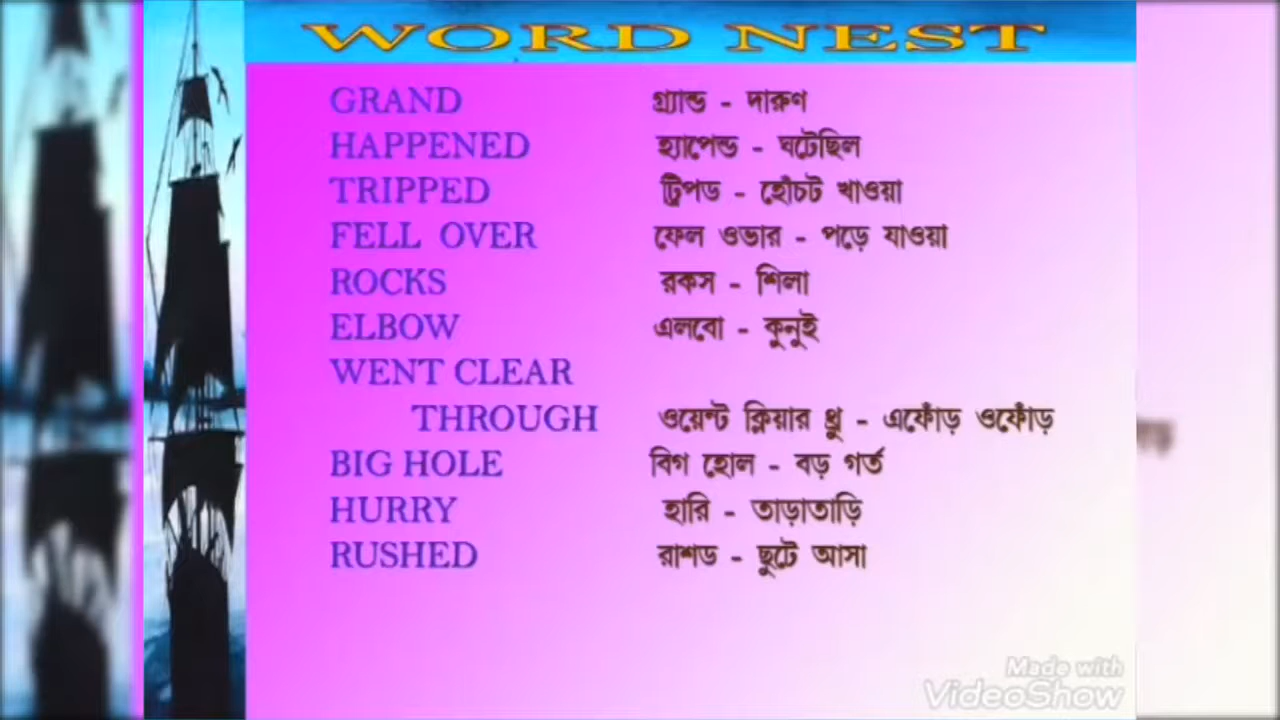 WORD NEST
GRAND গ্র্যান্ড - দারুণ
HAPPENED হ্যাপেন্ড - ঘটেছিল
TRIPPED ট্রিপড - হোঁচট খাওয়া
FELL OVER ফেল ওভার - পড়ে যাওয়া
ROCKS রকস - শিলা
ELBOW এলবো - কুনুই
WENT CLEAR
THROUGH ওয়েন্ট ক্লিয়ার থ্রু - এফোঁড় ওফোঁড়
BIG HOLE বিগ হোল - বড় গর্ত
HURRY হারি - তাড়াতাড়ি
RUSHED রাশড - ছুটে আসা
Made with
VideoShow